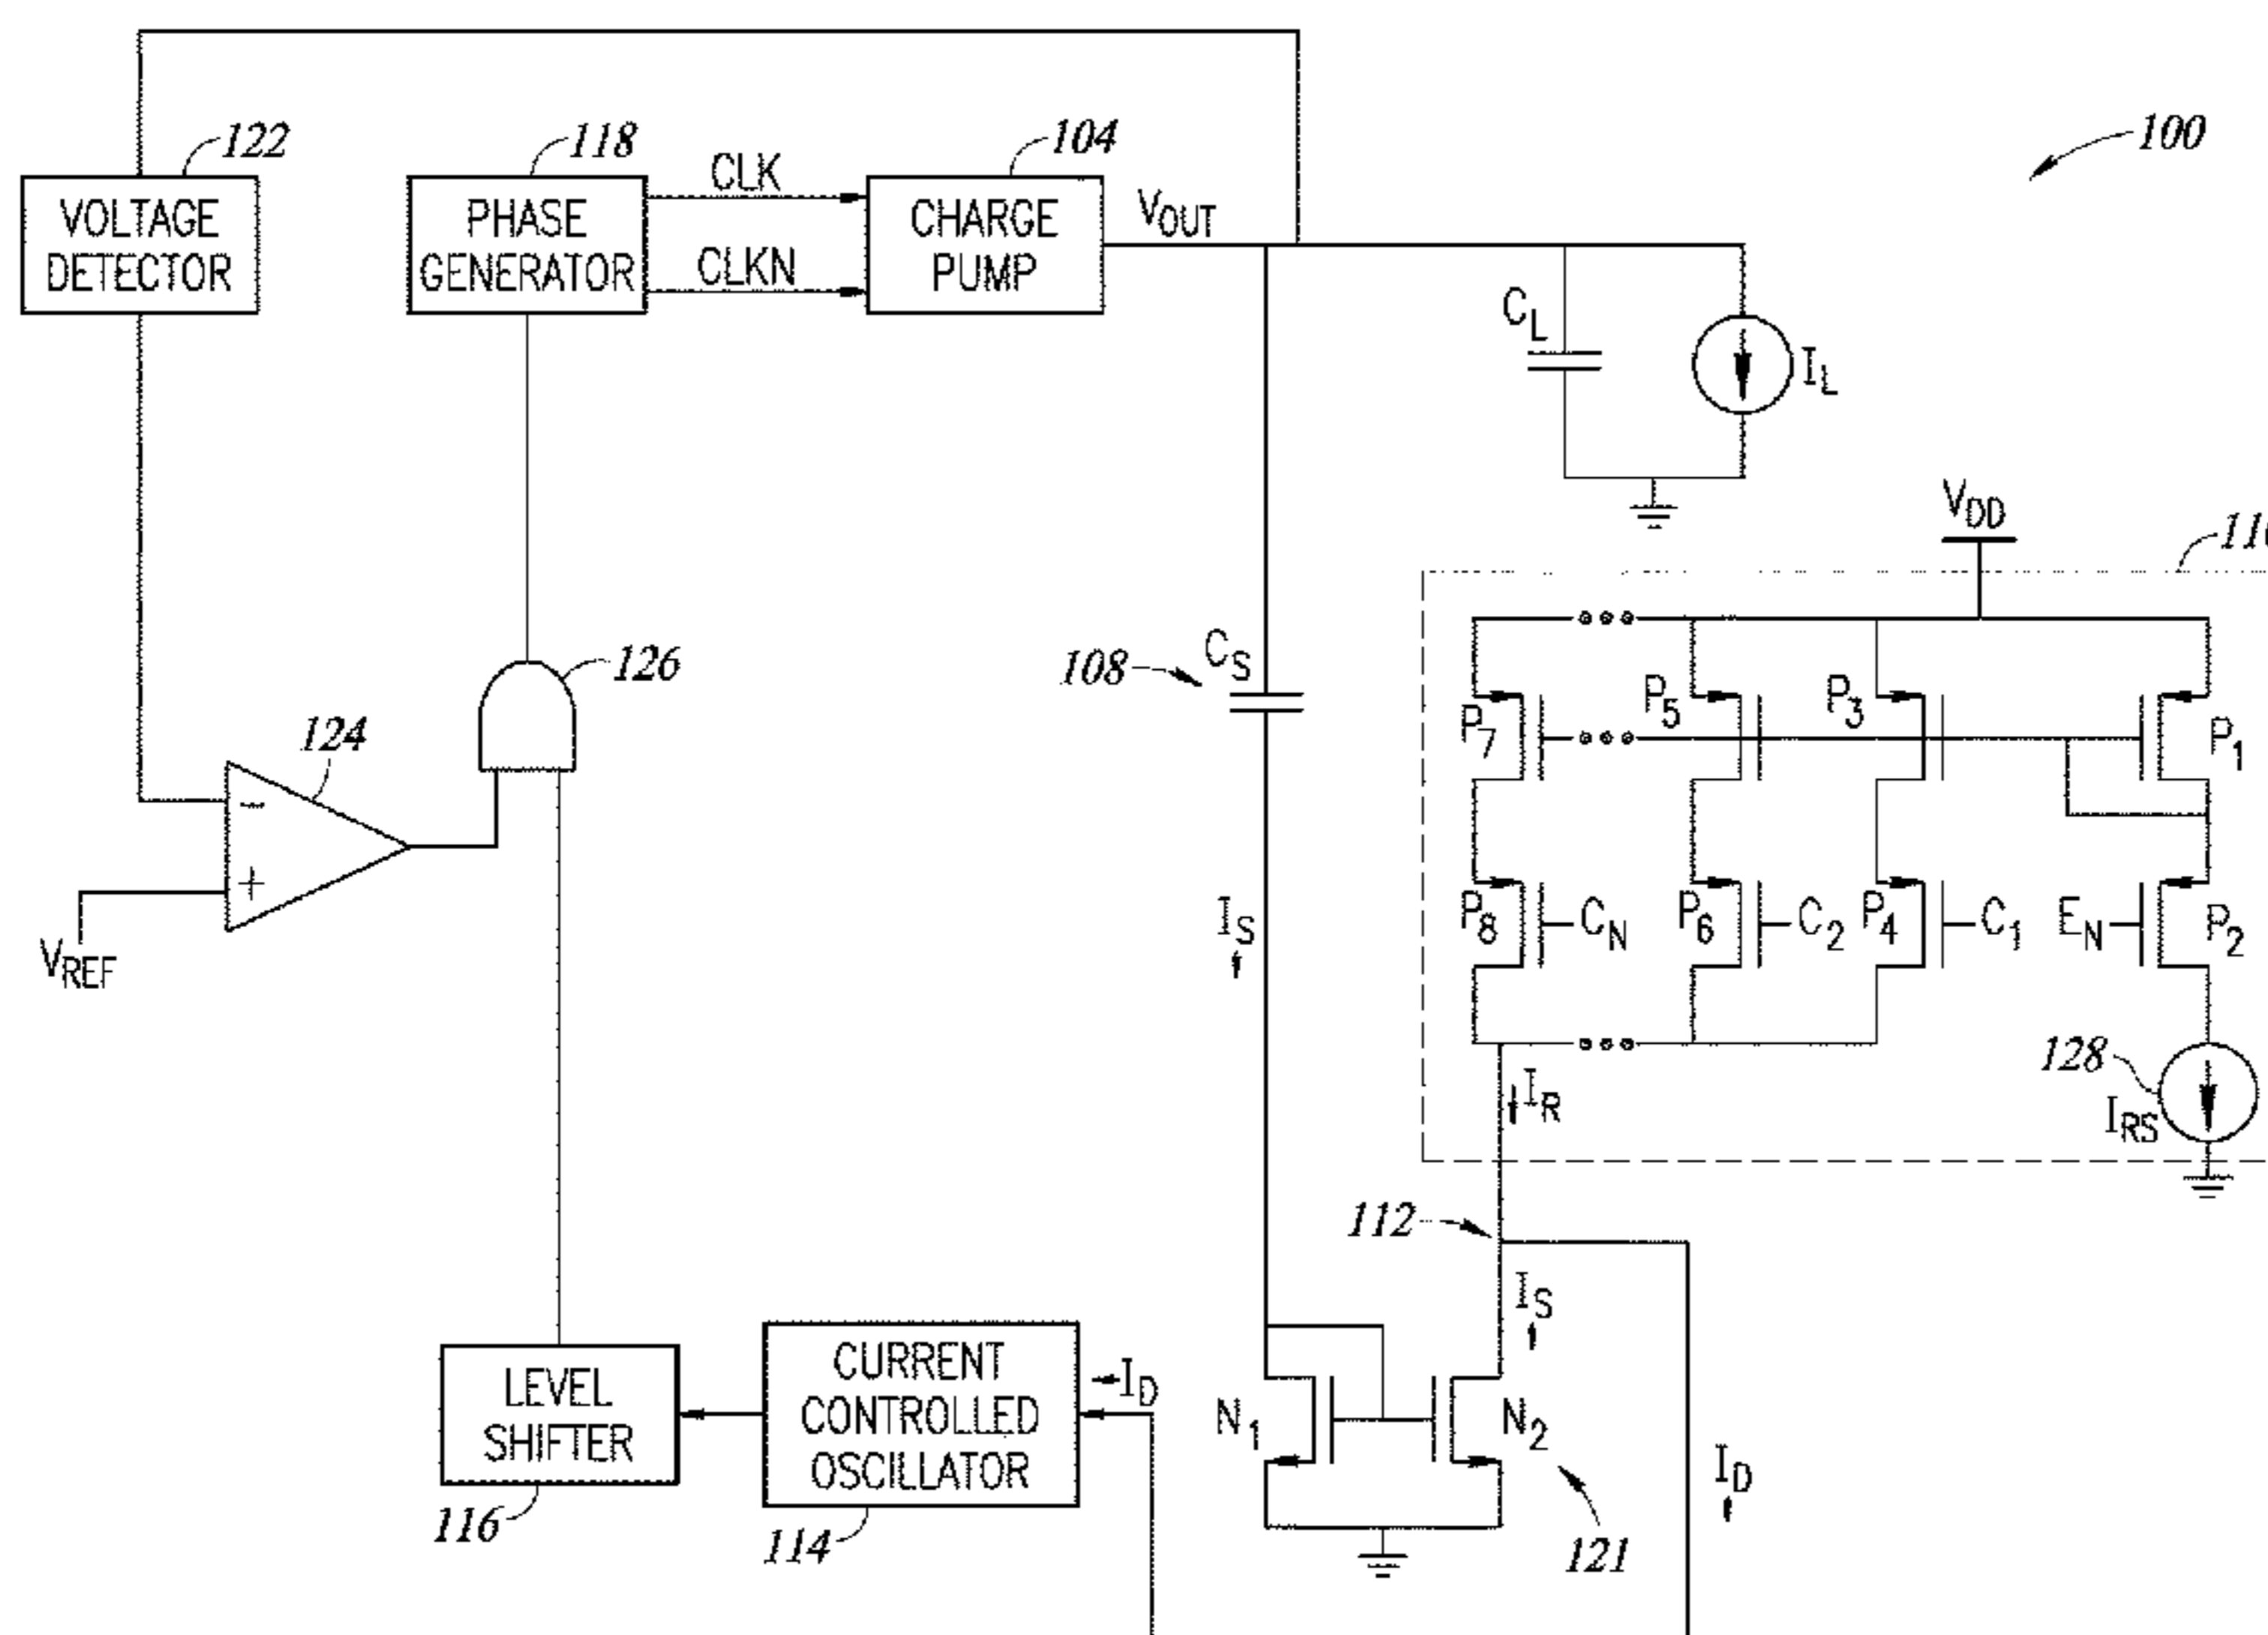 122
118
104
100
VOLTAGE
DETECTOR
PHASE
GENERATOR
CLK
CLKN
CHARGE
PUMP
VOUT
CL
IL
VDD
108
CS
126
124
−
+
VREF
P7
P5
P3
P1
P8
CN
P6
C2
P4
C1
EN
P2
IS
IR
128
IRS
112
IS
LEVEL
SHIFTER
CURRENT
CONTROLLED
OSCILLATOR
ID
N1
N2
ID
116
114
121